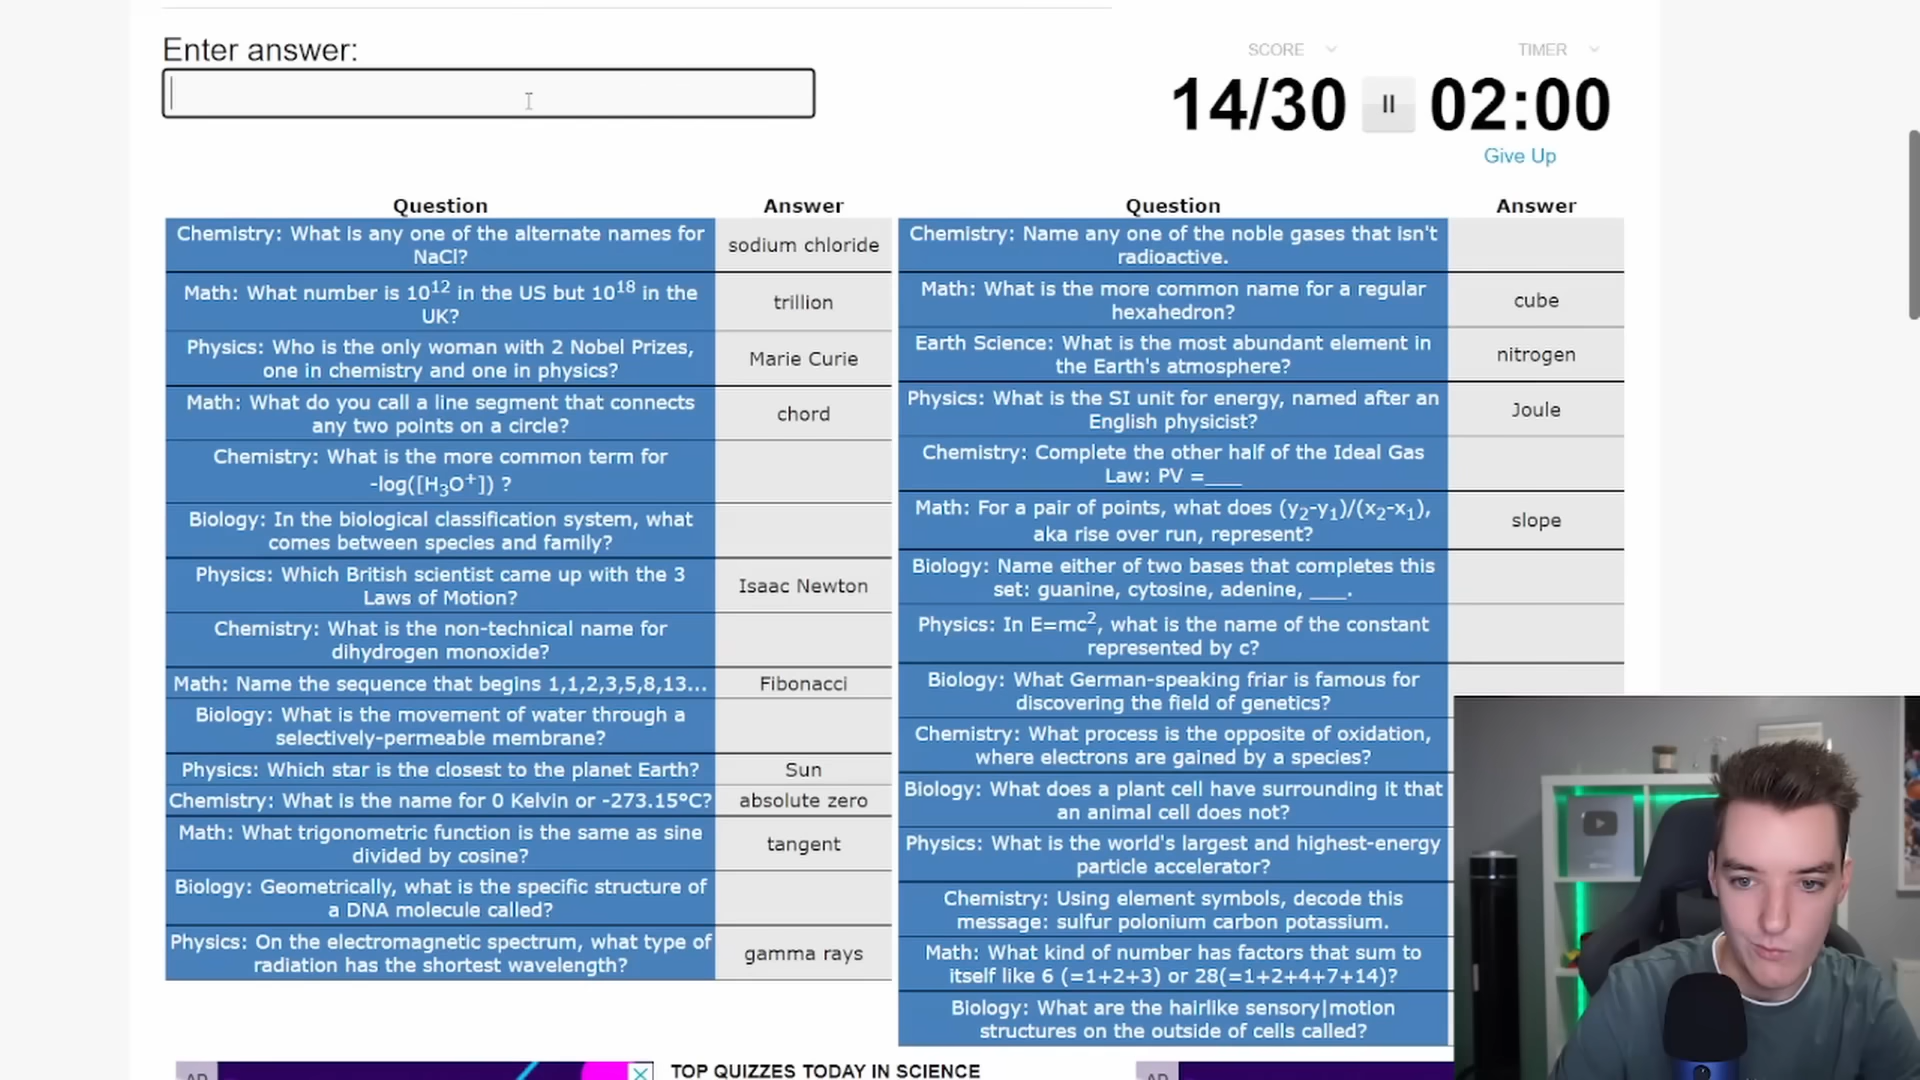 Enter answer:
SCORE
TIMER
14/30
02:00
Give Up
Question
Answer
Chemistry: What is any one of the alternate names for
NaCl?
sodium chloride
Math: What number is 10¹² in the US but 10¹⁸ in the
UK?
trillion
Physics: Who is the only woman with 2 Nobel Prizes,
one in chemistry and one in physics?
Marie Curie
Math: What do you call a line segment that connects
any two points on a circle?
chord
Chemistry: What is the more common term for
-log([H₃O⁺]) ?
Biology: In the biological classification system, what
comes between species and family?
Physics: Which British scientist came up with the 3
Laws of Motion?
Isaac Newton
Chemistry: What is the non-technical name for
dihydrogen monoxide?
Math: Name the sequence that begins 1,1,2,3,5,8,13...
Fibonacci
Biology: What is the movement of water through a
selectively-permeable membrane?
Physics: Which star is the closest to the planet Earth?
Sun
Chemistry: What is the name for 0 Kelvin or -273.15°C?
absolute zero
Math: What trigonometric function is the same as sine
divided by cosine?
tangent
Biology: Geometrically, what is the specific structure of
a DNA molecule called?
Physics: On the electromagnetic spectrum, what type of
radiation has the shortest wavelength?
gamma rays
Question
Answer
Chemistry: Name any one of the noble gases that isn't
radioactive.
Math: What is the more common name for a regular
hexahedron?
cube
Earth Science: What is the most abundant element in
the Earth's atmosphere?
nitrogen
Physics: What is the SI unit for energy, named after an
English physicist?
Joule
Chemistry: Complete the other half of the Ideal Gas
Law: PV =___
Math: For a pair of points, what does (y₂-y₁)/(x₂-x₁),
aka rise over run, represent?
slope
Biology: Name either of two bases that completes this
set: guanine, cytosine, adenine, ___.
Physics: In E=mc², what is the name of the constant
represented by c?
Biology: What German-speaking friar is famous for
discovering the field of genetics?
Chemistry: What process is the opposite of oxidation,
where electrons are gained by a species?
Biology: What does a plant cell have surrounding it that
an animal cell does not?
Physics: What is the world's largest and highest-energy
particle accelerator?
Chemistry: Using element symbols, decode this
message: sulfur polonium carbon potassium.
Math: What kind of number has factors that sum to
itself like 6 (=1+2+3) or 28(=1+2+4+7+14)?
Biology: What are the hairlike sensory|motion
structures on the outside of cells called?
AD
TOP QUIZZES TODAY IN SCIENCE
AD